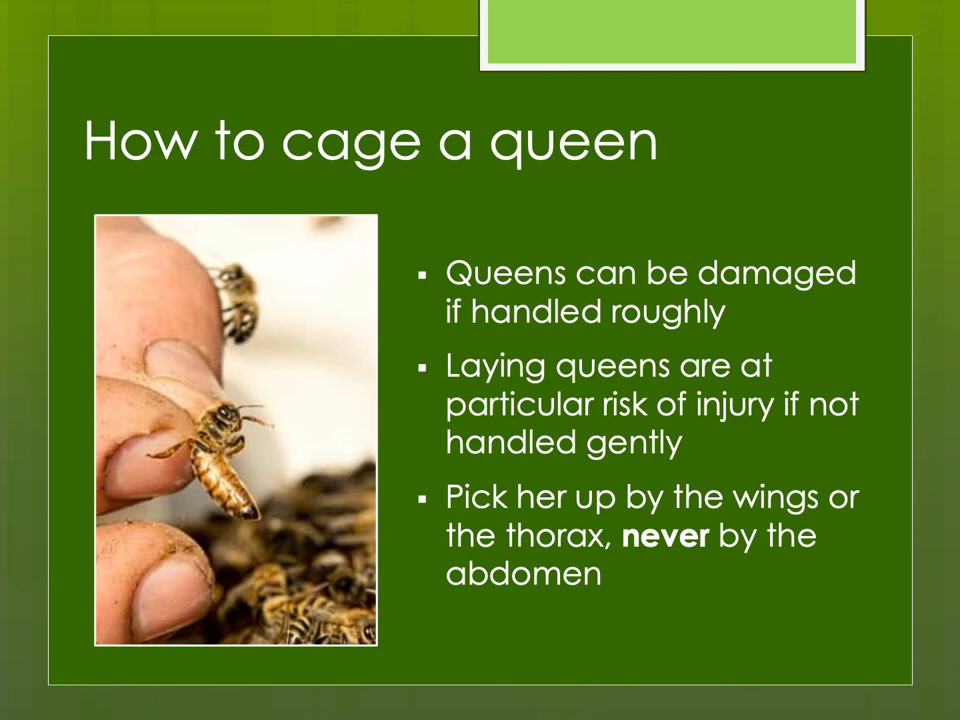 How to cage a queen
▪ Queens can be damaged
if handled roughly
▪ Laying queens are at
particular risk of injury if not
handled gently
▪ Pick her up by the wings or
the thorax, never by the
abdomen